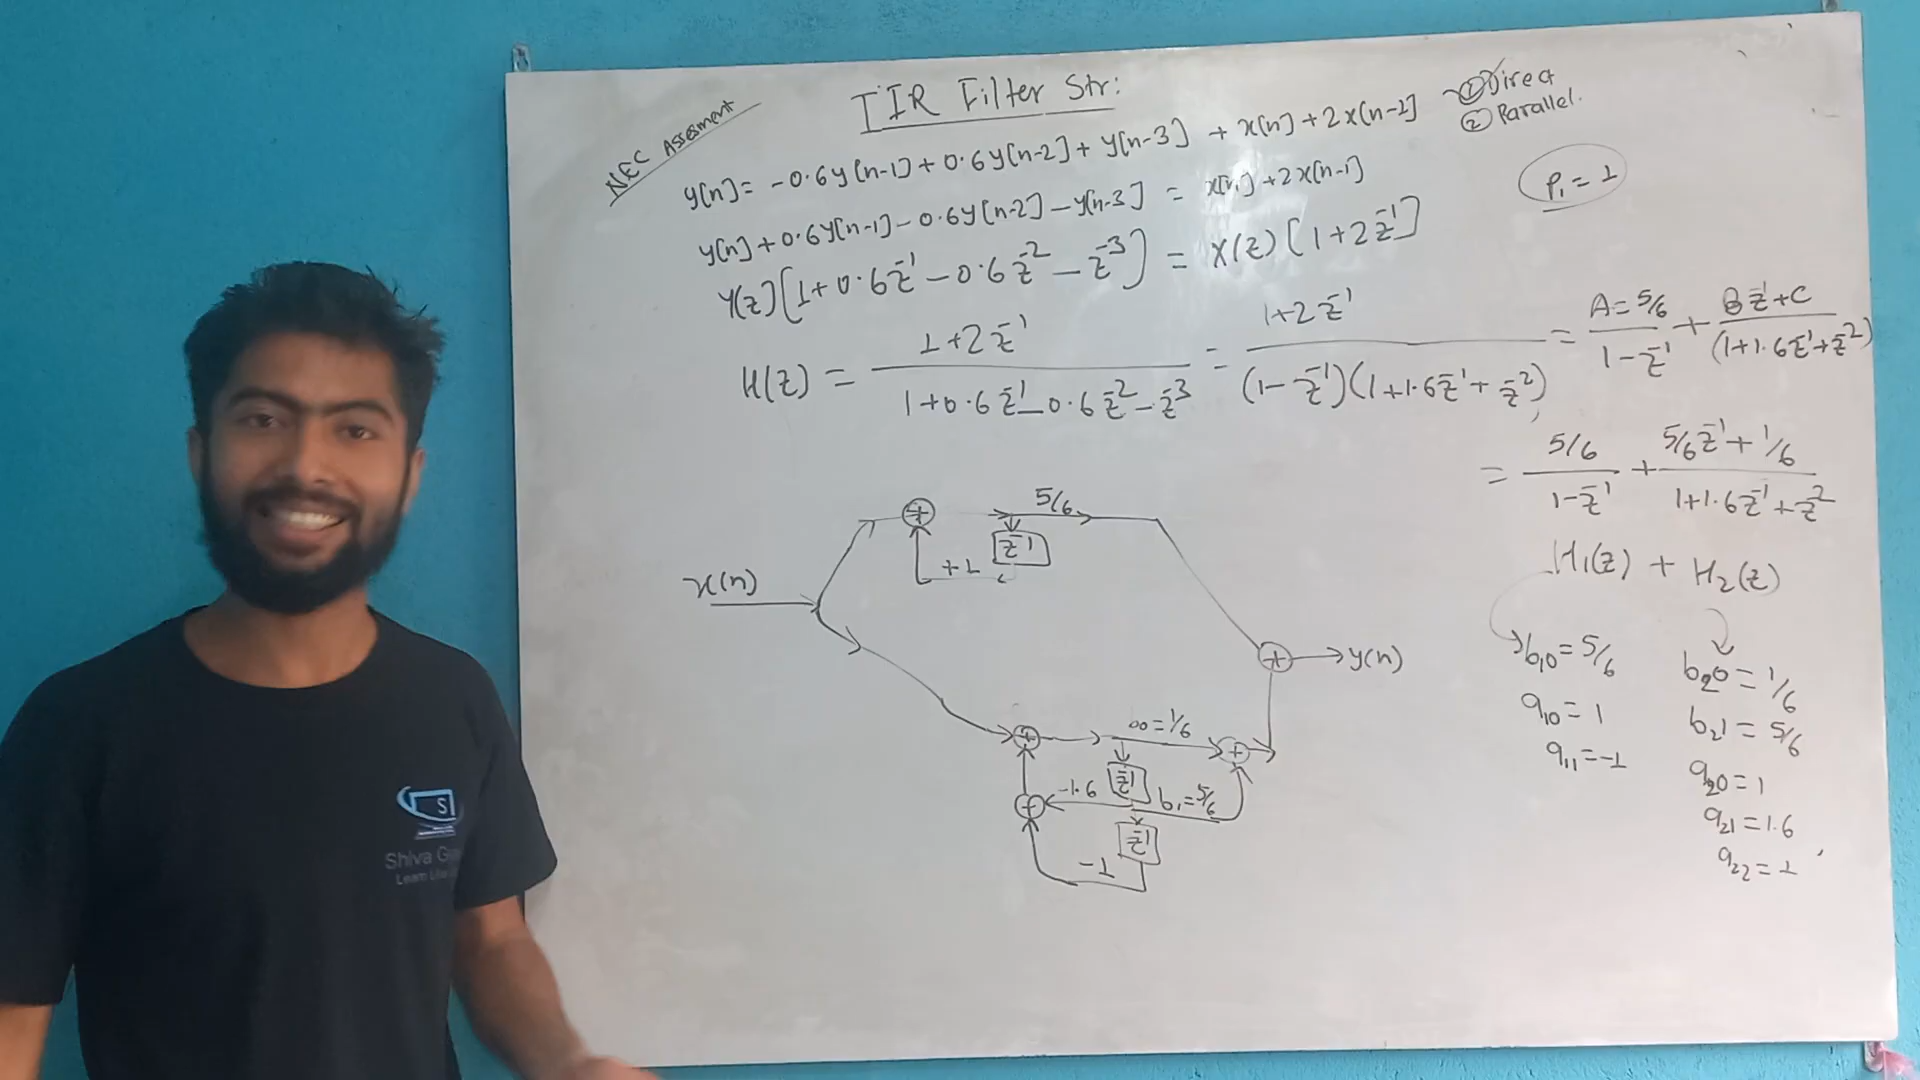 NEC Assesment
IIR Filter Str:
① Direct
② Parallel.
y[n] = -0.6y[n-1] + 0.6y[n-2] + y[n-3] + x[n] + 2x[n-1]
y[n] + 0.6y[n-1] - 0.6y[n-2] - y[n-3] = x[n] + 2x[n-1]
P₁ = 1
Y(z)[1 + 0.6z⁻¹ - 0.6z⁻² - z⁻³] = X(z)[1 + 2z⁻¹]
H(z) = (1 + 2z⁻¹) / (1 + 0.6z⁻¹ - 0.6z⁻² - z⁻³) = (1 + 2z⁻¹) / ((1 - z⁻¹)(1 + 1.6z⁻¹ + z⁻²)) = (A = 5/6) / (1 - z⁻¹) + (Bz⁻¹ + C) / (1 + 1.6z⁻¹ + z⁻²)
= (5/6) / (1 - z⁻¹) + (5/6z⁻¹ + 1/6) / (1 + 1.6z⁻¹ + z⁻²)
H₁(z) + H₂(z)
b₁₀ = 5/6
a₁₀ = 1
a₁₁ = -1
b₂₀ = 1/6
b₂₁ = 5/6
a₂₀ = 1
a₂₁ = 1.6
a₂₂ = 1
x(n)
+
5/6
z⁻¹
+1
+
y(n)
+
=1/6
+
z⁻¹
-1.6
b₁ = 5/6
+
z⁻¹
-1
S
Shiva
Learn